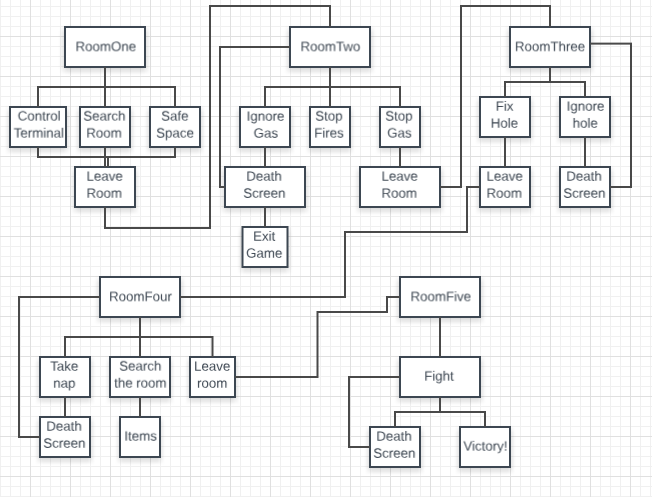 RoomOne
RoomTwo
RoomThree
Control
Terminal
Search
Room
Safe
Space
Ignore
Gas
Stop
Fires
Stop
Gas
Fix
Hole
Ignore
hole
Leave
Room
Death
Screen
Leave
Room
Leave
Room
Death
Screen
Exit
Game
RoomFour
RoomFive
Take
nap
Search
the room
Leave
room
Fight
Death
Screen
Items
Death
Screen
Victory!